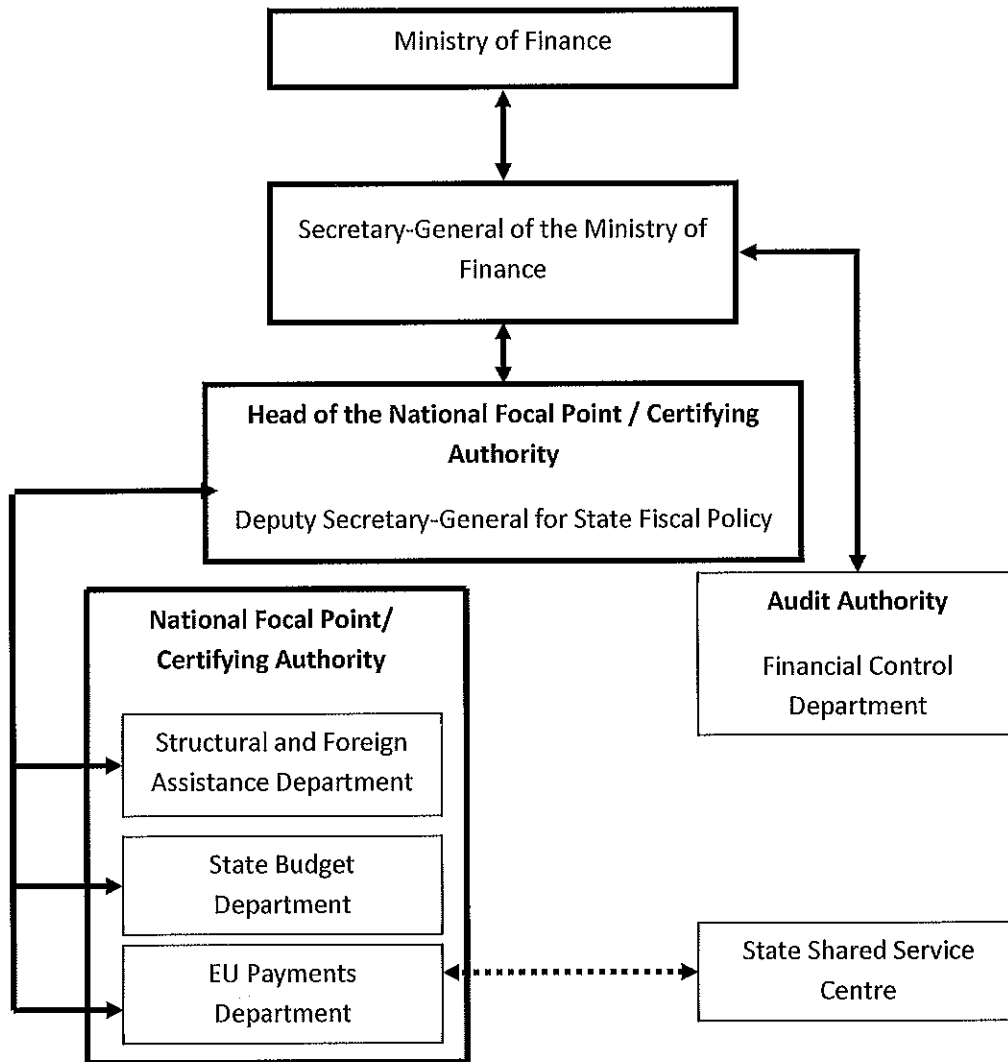 Ministry of Finance
Secretary-General of the Ministry of
Finance
Head of the National Focal Point / Certifying
Authority
Deputy Secretary-General for State Fiscal Policy
National Focal Point/
Certifying Authority
Structural and Foreign
Assistance Department
State Budget
Department
EU Payments
Department
Audit Authority
Financial Control
Department
State Shared Service
Centre